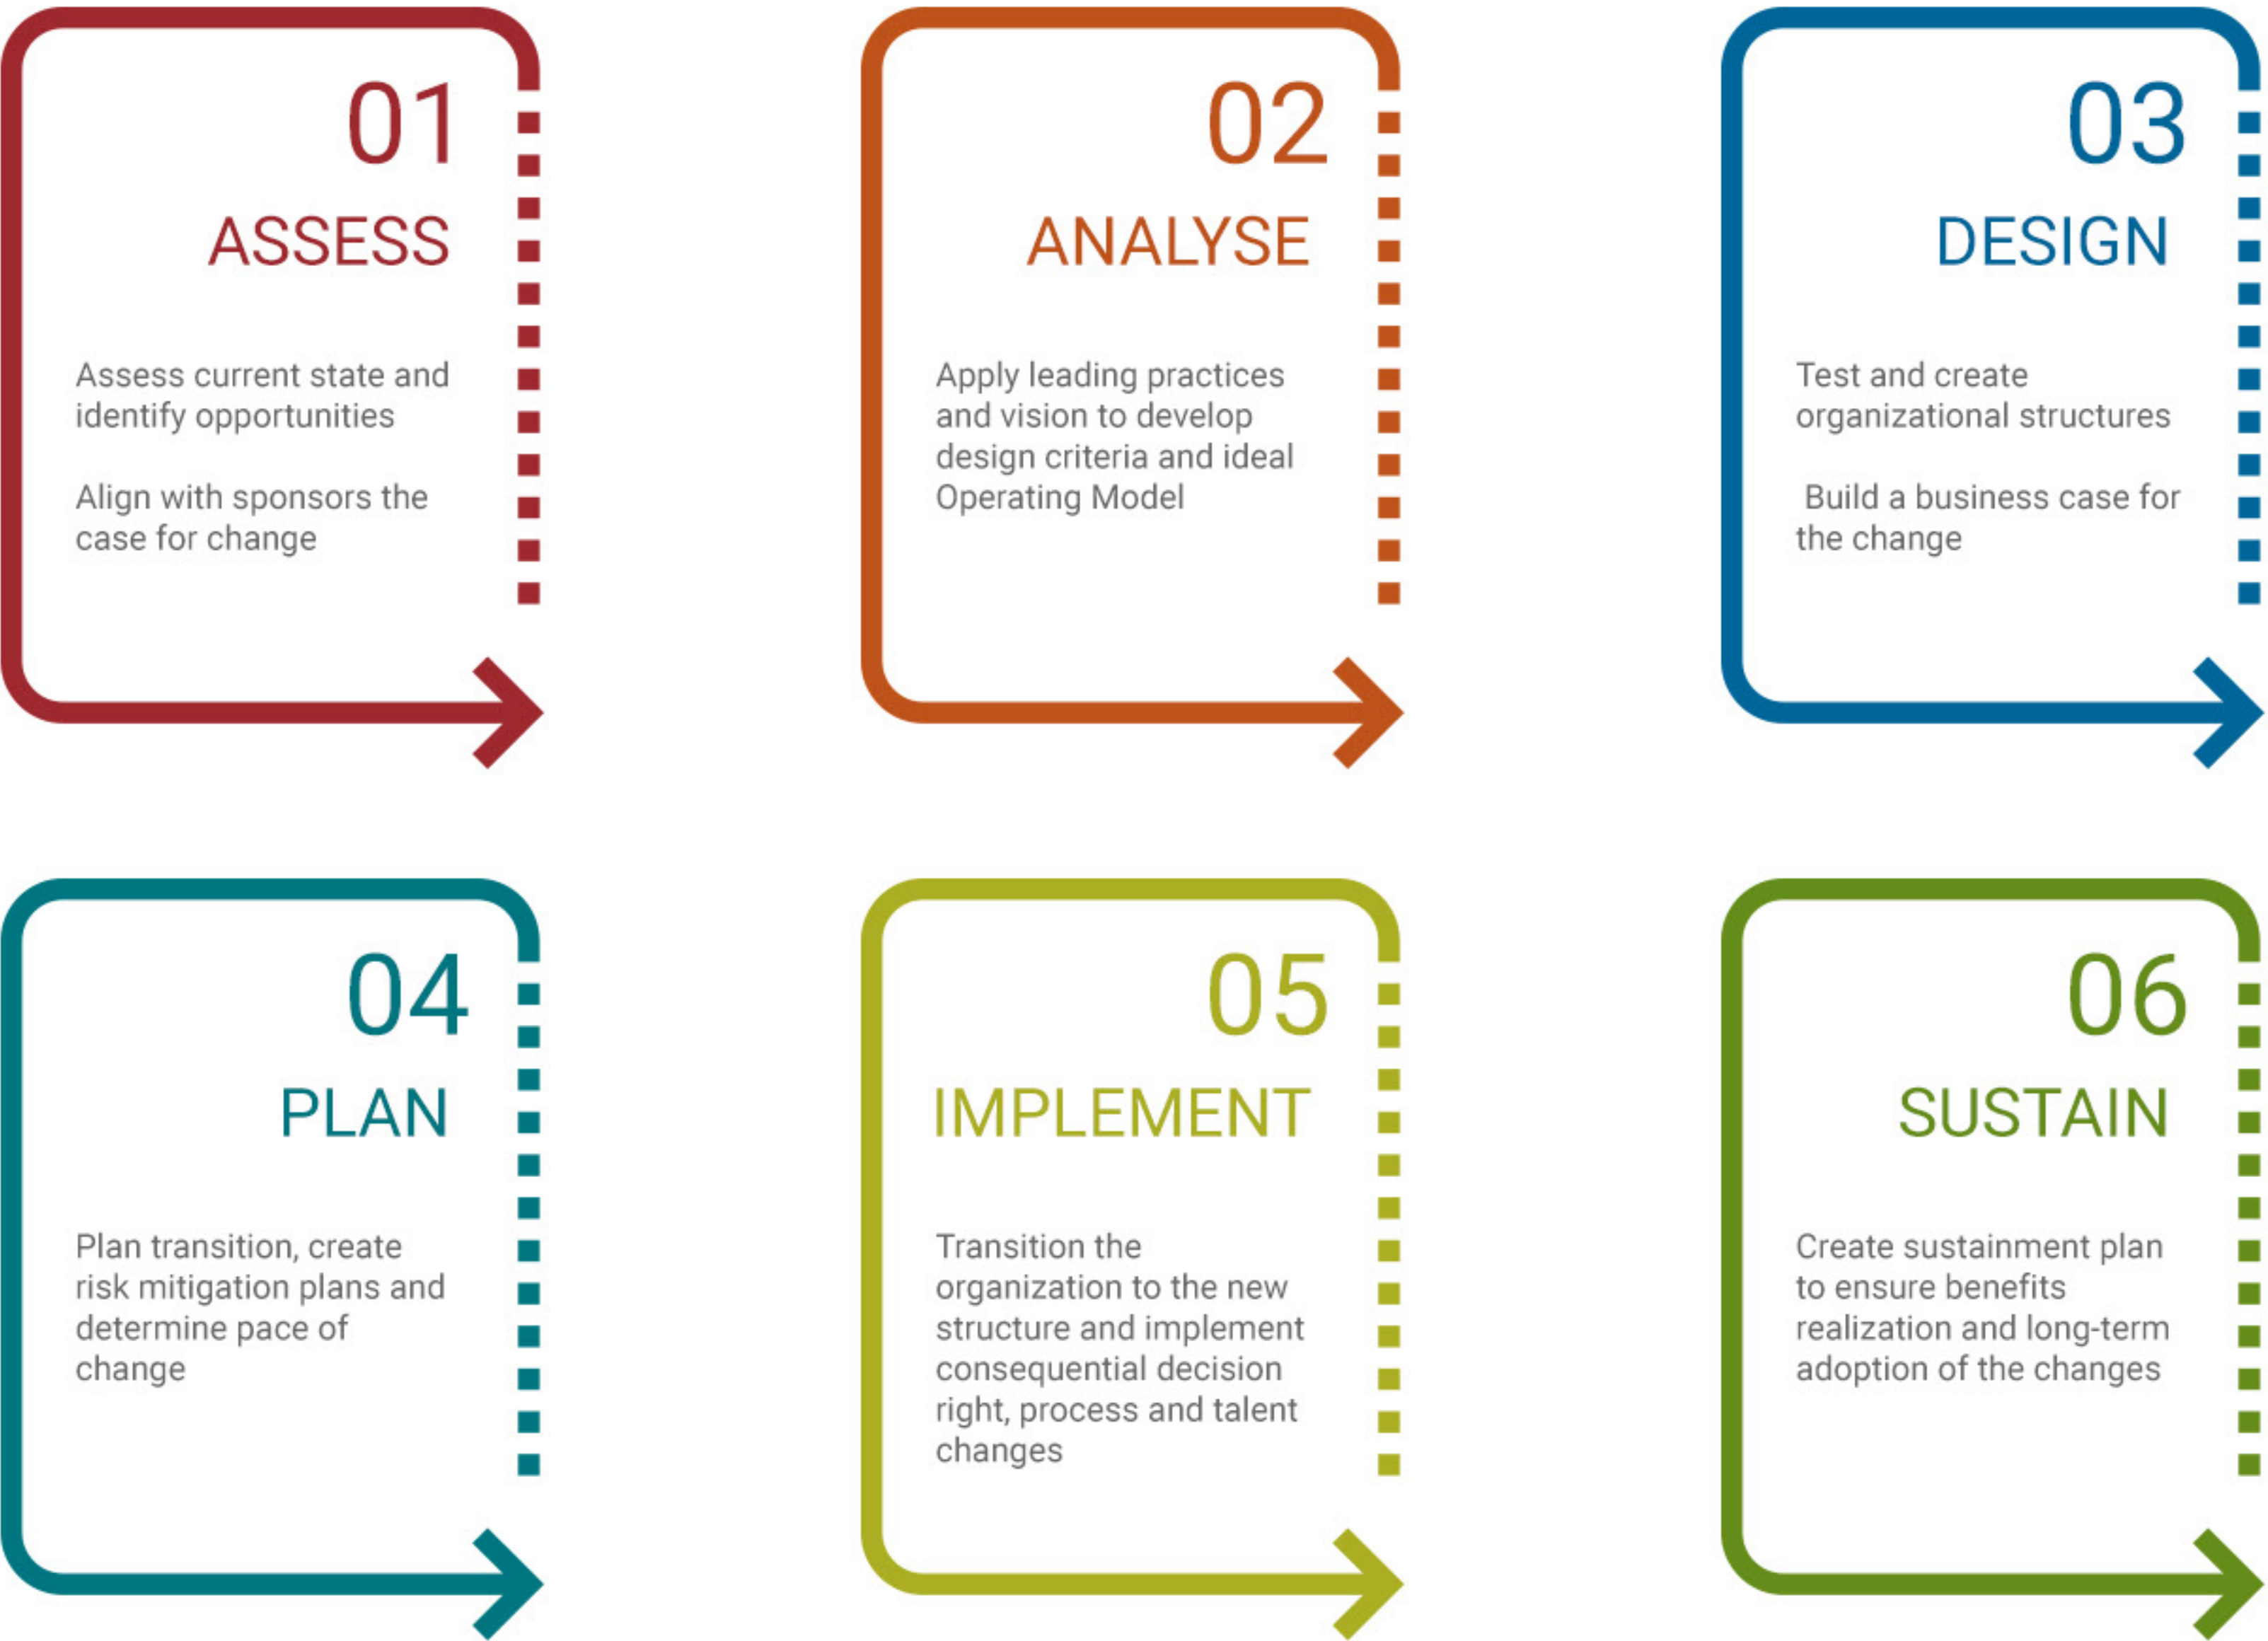 01
ASSESS
Assess current state and
identify opportunities
Align with sponsors the
case for change
02
ANALYSE
Apply leading practices
and vision to develop
design criteria and ideal
Operating Model
03
DESIGN
Test and create
organizational structures
Build a business case for
the change
04
PLAN
Plan transition, create
risk mitigation plans and
determine pace of
change
05
IMPLEMENT
Transition the
organization to the new
structure and implement
consequential decision
right, process and talent
changes
06
SUSTAIN
Create sustainment plan
to ensure benefits
realization and long-term
adoption of the changes